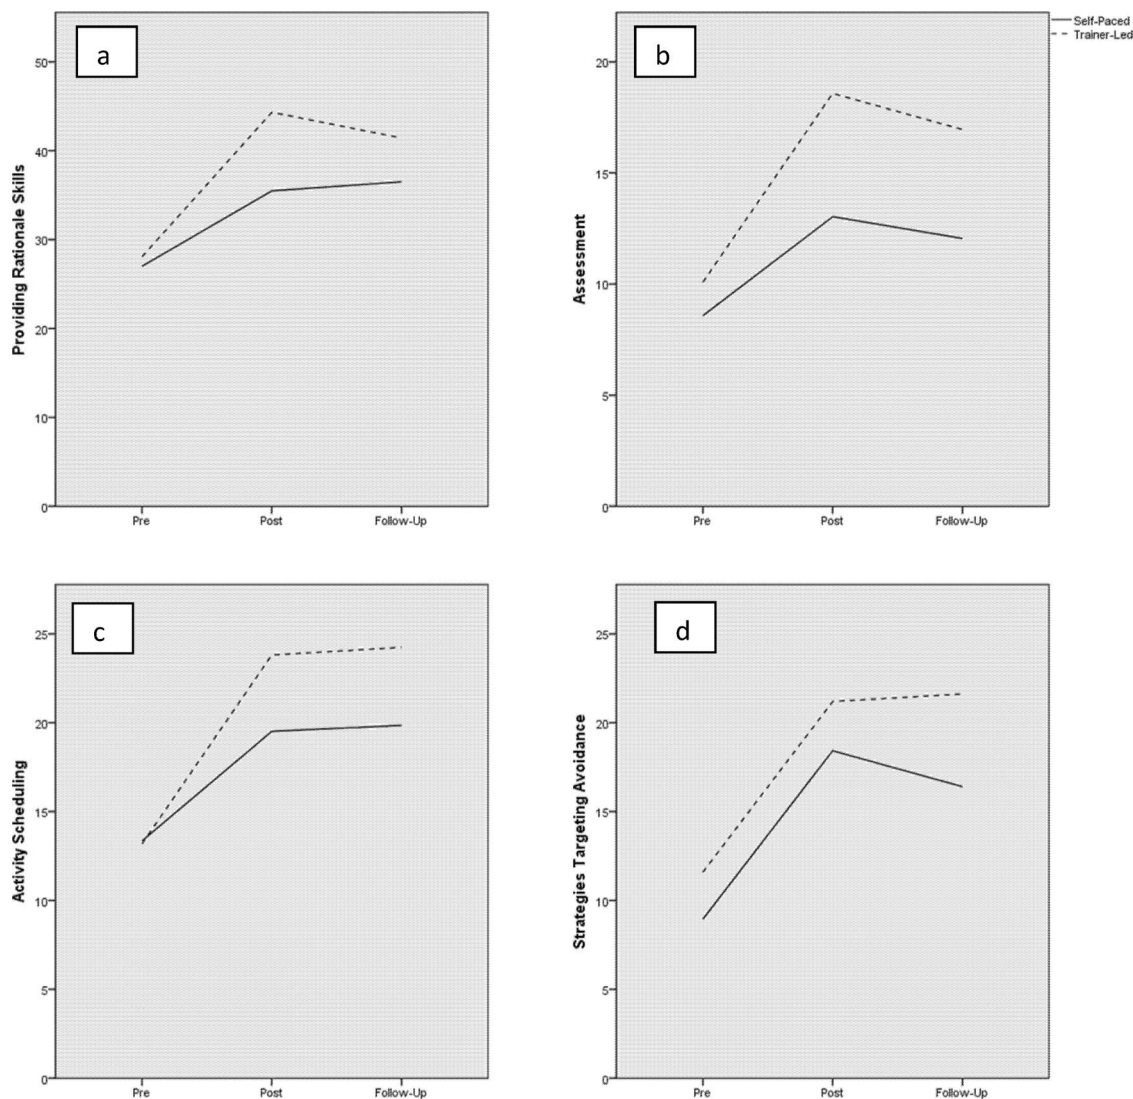 a
50
40
30
20
10
0
Providing Rationale Skills
Pre Post Follow-Up
b
Self-Paced
Trainer-Led
20
15
10
5
0
Assessment
Pre Post Follow-Up
c
25
20
15
10
5
0
Activity Scheduling
Pre Post Follow-Up
d
25
20
15
10
5
0
Strategies Targeting Avoidance
Pre Post Follow-Up